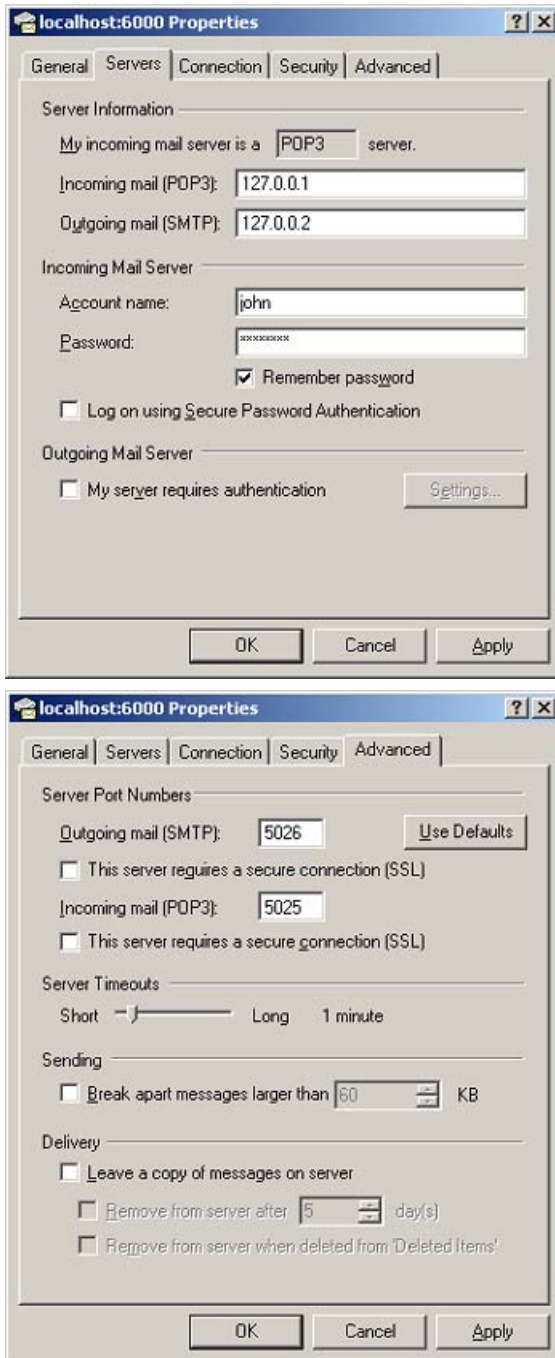 localhost:6000 Properties
General Servers Connection Security Advanced
Server Information
My incoming mail server is a POP3 server.
Incoming mail (POP3): 127.0.0.1
Outgoing mail (SMTP): 127.0.0.2
Incoming Mail Server
Account name: john
Password: ********
Remember password
Log on using Secure Password Authentication
Outgoing Mail Server
My server requires authentication Settings...
OK Cancel Apply
localhost:6000 Properties
General Servers Connection Security Advanced
Server Port Numbers
Outgoing mail (SMTP): 5026 Use Defaults
This server requires a secure connection (SSL)
Incoming mail (POP3): 5025
This server requires a secure connection (SSL)
Server Timeouts
Short Long 1 minute
Sending
Break apart messages larger than 60 KB
Delivery
Leave a copy of messages on server
Remove from server after 5 day(s)
Remove from server when deleted from 'Deleted Items'
OK Cancel Apply